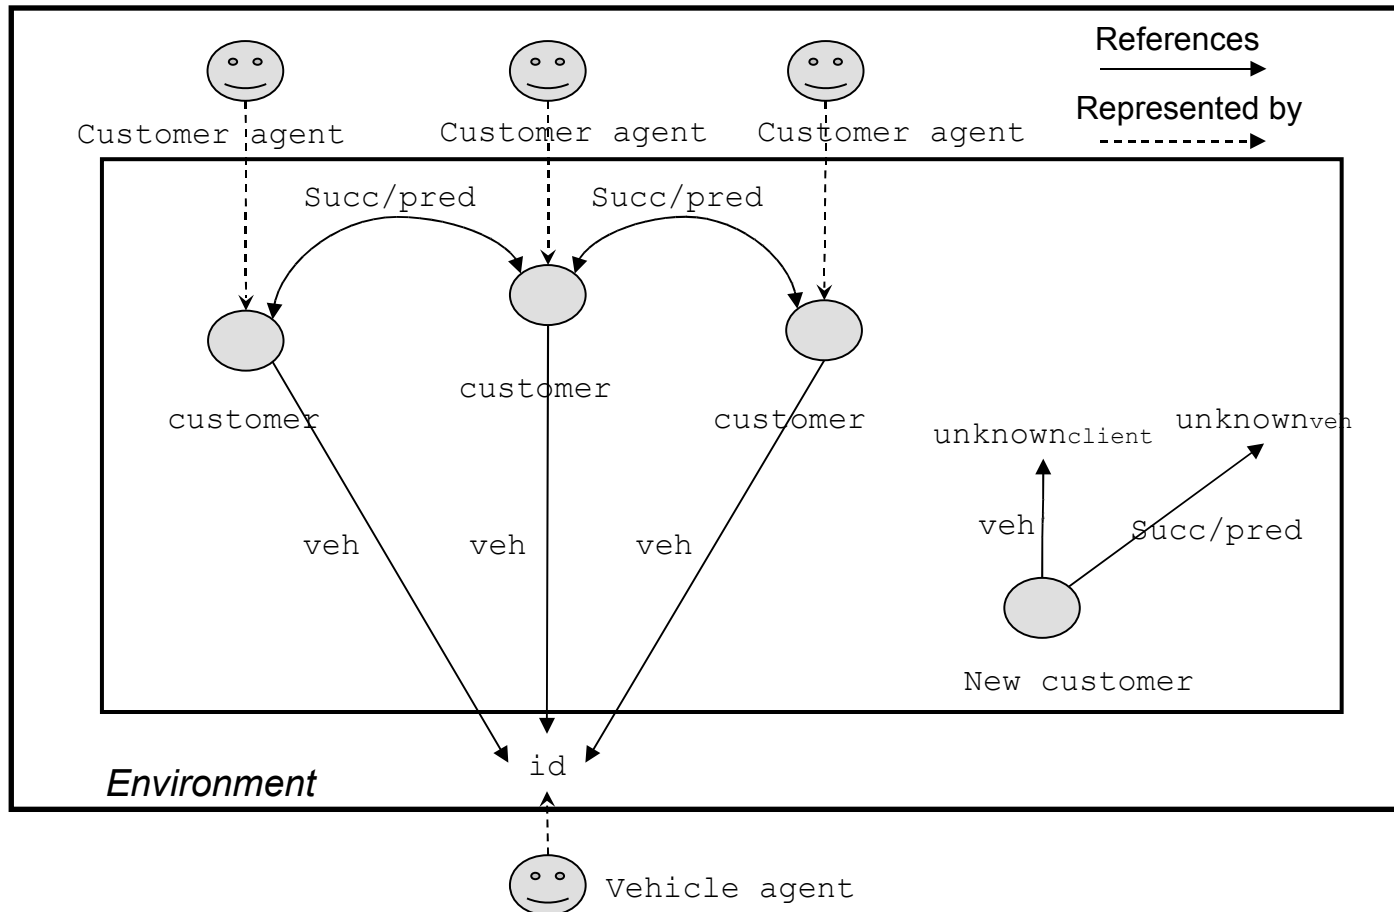 References
Represented by
Customer agent
Customer agent
Customer agent
Succ/pred
Succ/pred
customer
customer
customer
unknownclient
unknownveh
veh
veh
veh
veh
Succ/pred
New customer
id
Environment
Vehicle agent